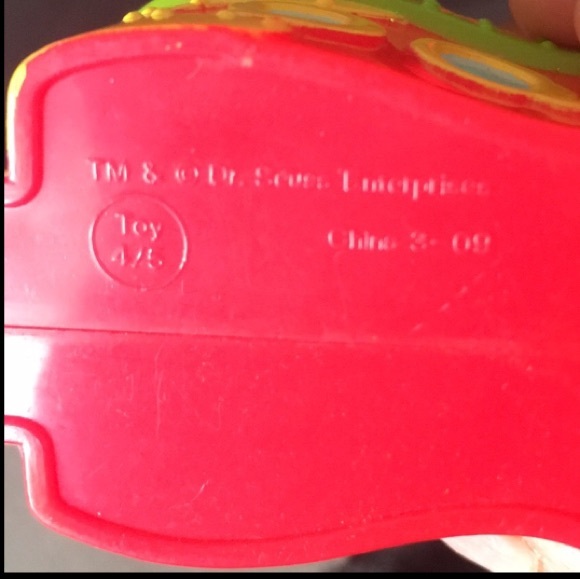 TM & © Dr. Seuss Enterprises
Toy
4/5
China 3-09